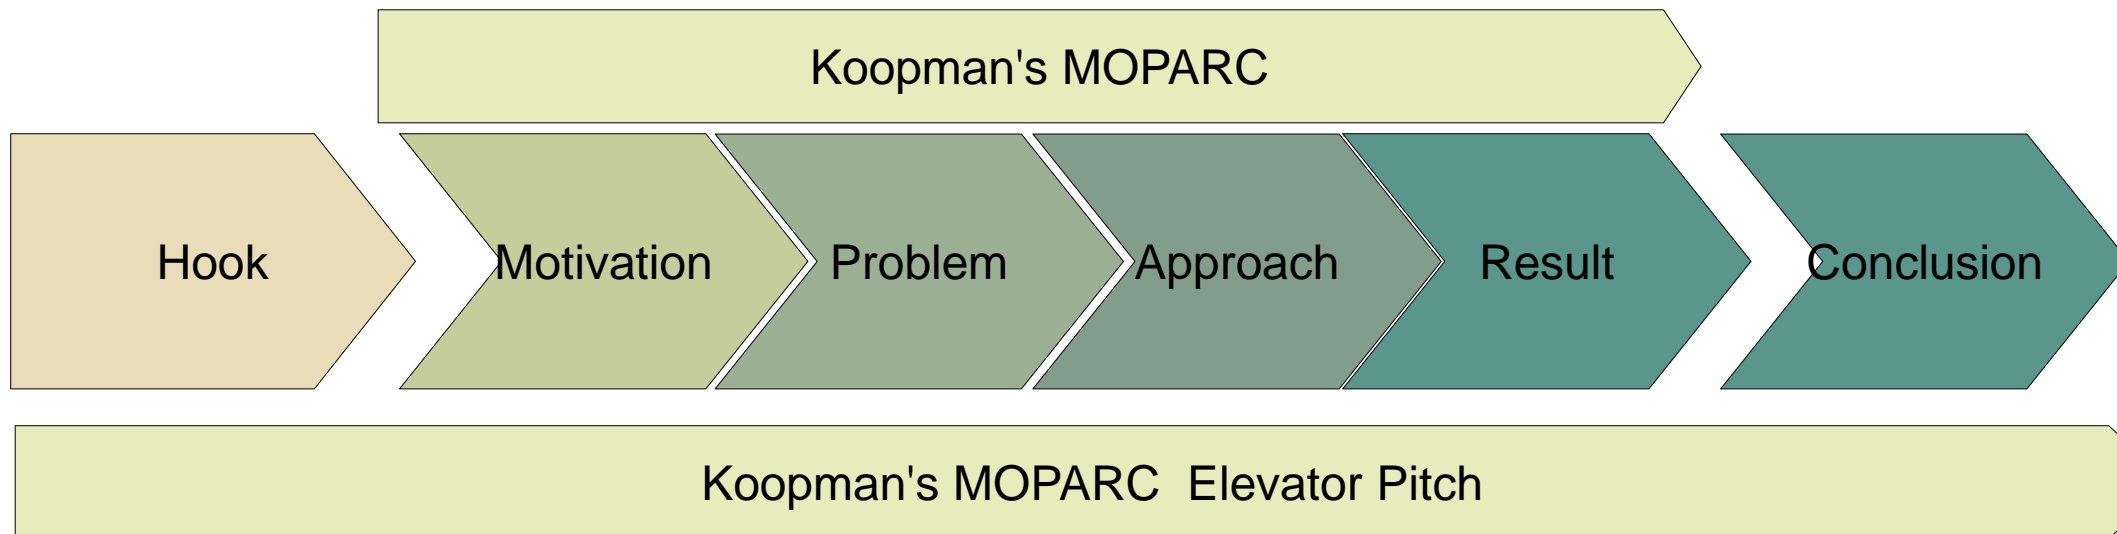 Koopman's MOPARC
Hook
Motivation
Problem
Approach
Result
Conclusion
Koopman's MOPARC  Elevator Pitch